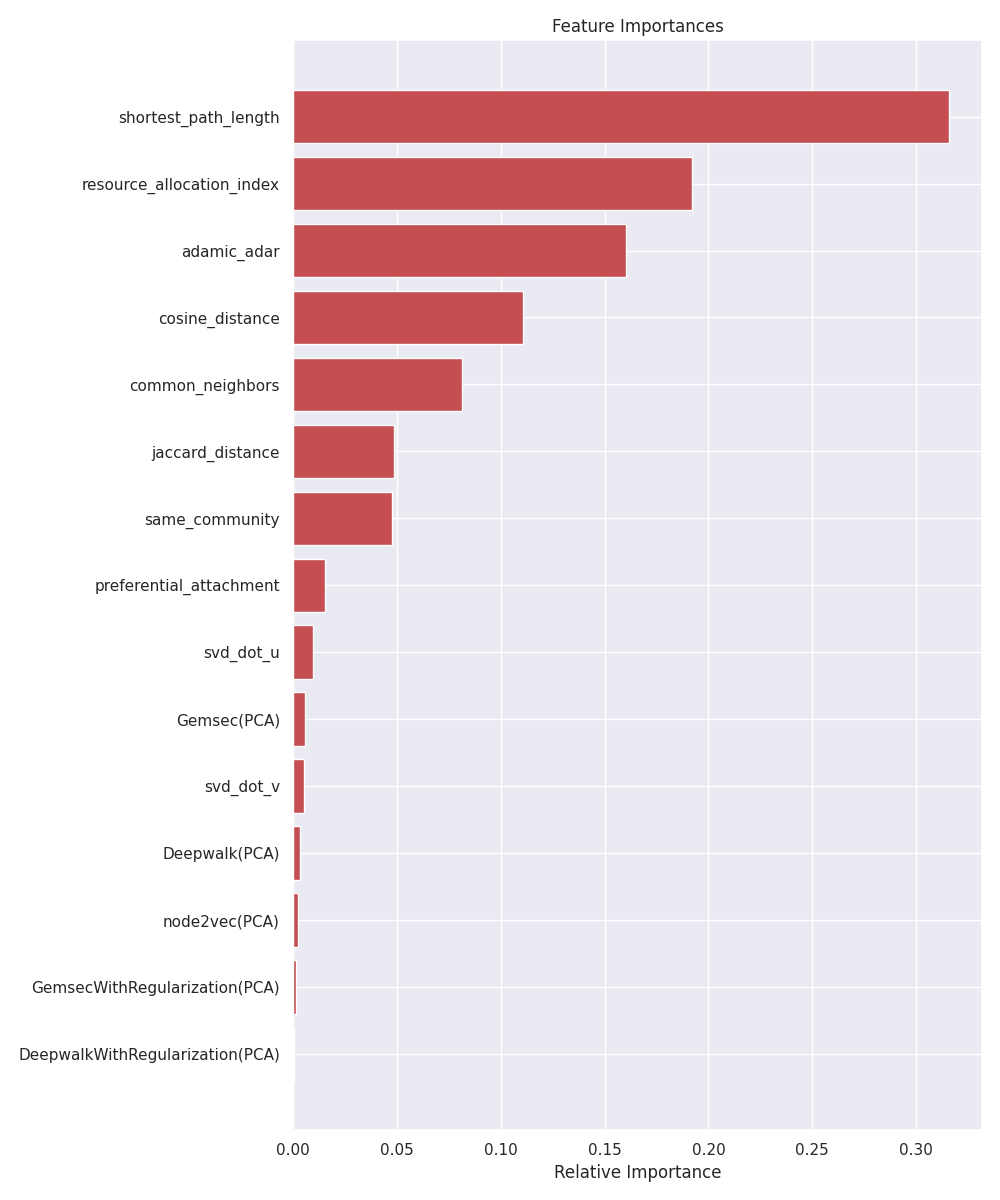 Feature Importances
shortest_path_length
resource_allocation_index
adamic_adar
cosine_distance
common_neighbors
jaccard_distance
same_community
preferential_attachment
svd_dot_u
Gemsec(PCA)
svd_dot_v
Deepwalk(PCA)
node2vec(PCA)
GemsecWithRegularization(PCA)
DeepwalkWithRegularization(PCA)
0.00 0.05 0.10 0.15 0.20 0.25 0.30
Relative Importance